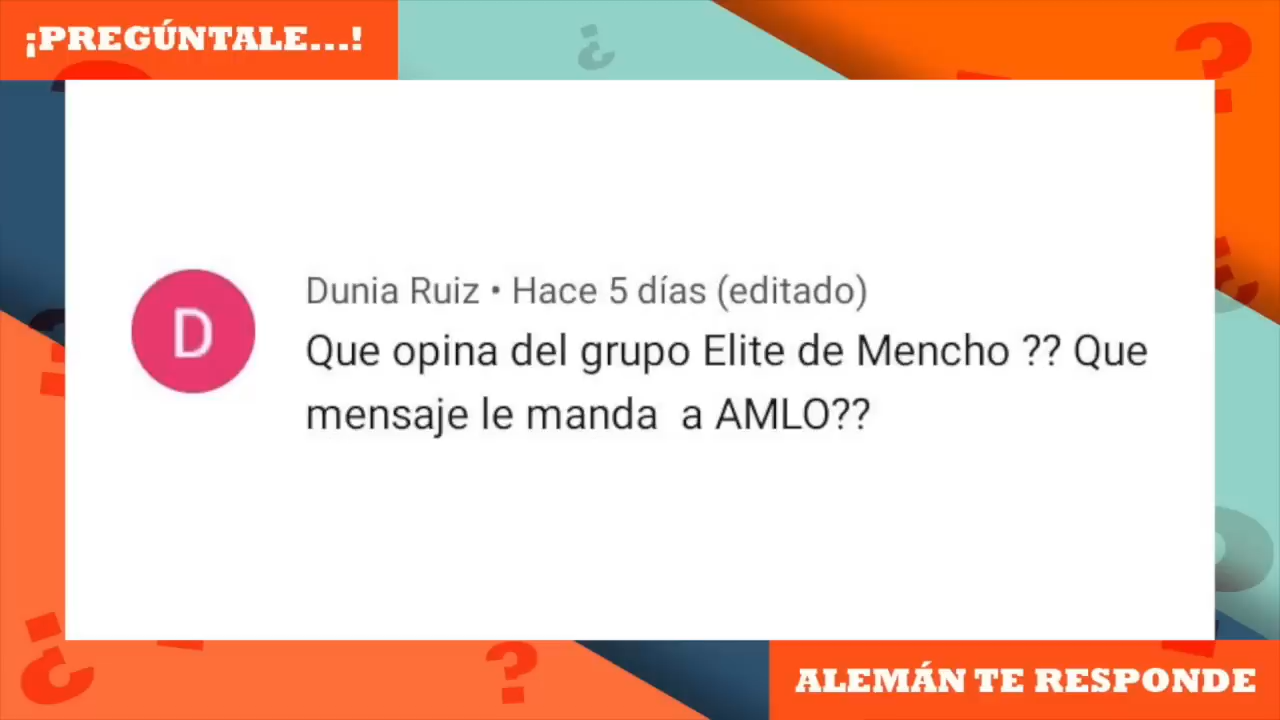 ¡PREGÚNTALE...!
D
Dunia Ruiz • Hace 5 días (editado)
Que opina del grupo Elite de Mencho ?? Que
mensaje le manda a AMLO??
ALEMÁN TE RESPONDE